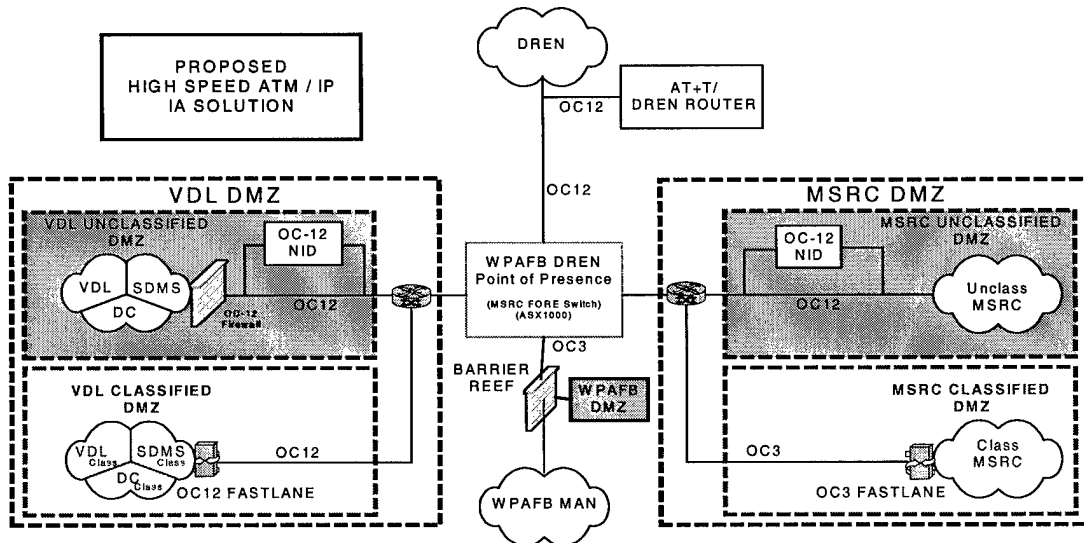 DREN
PROPOSED
HIGH SPEED ATM / IP
IA SOLUTION
AT+T/
DREN ROUTER
OC12
OC12
VDL DMZ
VDL UNCLASSIFIED
DMZ
OC-12
NID
VDL
SDMS
DC
OC-12
Firewall
OC12
WPAFB DREN
Point of Presence
(MSRC FORE Switch)
(ASX1000)
MSRC DMZ
MSRC UNCLASSIFIED
DMZ
OC-12
NID
OC12
Unclass
MSRC
OC3
BARRIER
REEF
WPAFB
DMZ
WPAFB MAN
VDL CLASSIFIED
DMZ
VDL
Class
SDMS
Class
DC
Class
OC12
OC12 FASTLANE
MSRC CLASSIFIED
DMZ
Class
MSRC
OC3
OC3 FASTLANE